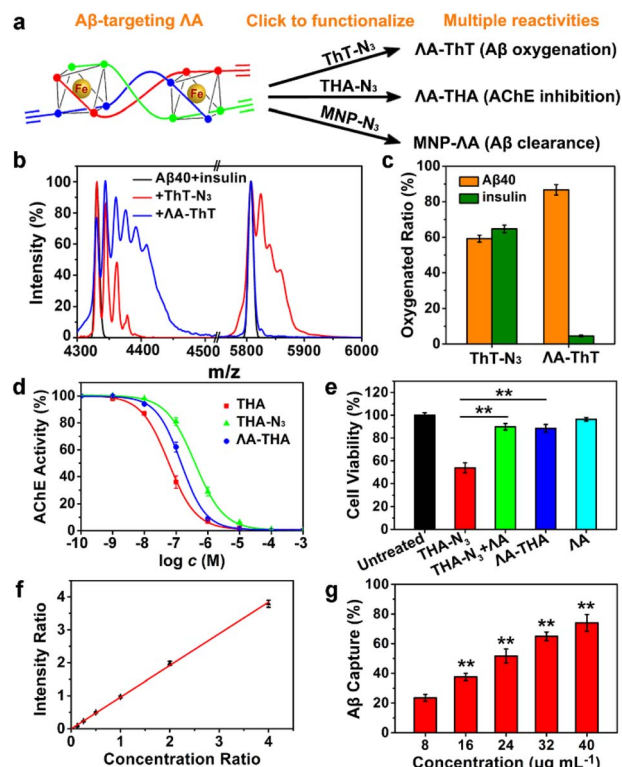 a
Aβ-targeting ΛA
Click to functionalize
Multiple reactivities
Fe
Fe
ThT-N₃
ΛA-ThT (Aβ oxygenation)
THA-N₃
ΛA-THA (AChE inhibition)
MNP-N₃
MNP-ΛA (Aβ clearance)
b
Intensity (%)
100
80
60
40
20
0
Aβ40+insulin
+ThT-N₃
+ΛA-ThT
4300
4400
4500
5800
5900
6000
m/z
c
Oxygenated Ratio (%)
100
80
60
40
20
0
Aβ40
insulin
ThT-N₃
ΛA-ThT
d
AChE Activity (%)
100
80
60
40
20
0
THA
THA-N₃
ΛA-THA
-10
-9
-8
-7
-6
-5
-4
-3
log c (M)
e
Cell Viability (%)
120
100
80
60
40
20
0
**
**
Untreated
THA-N₃
THA-N₃+ΛA
ΛA-THA
ΛA
f
Intensity Ratio
4
3
2
1
0
0
1
2
3
4
Concentration Ratio
g
Aβ Capture (%)
100
80
60
40
20
0
**
**
**
**
8
16
24
32
40
Concentration (μg mL⁻¹)